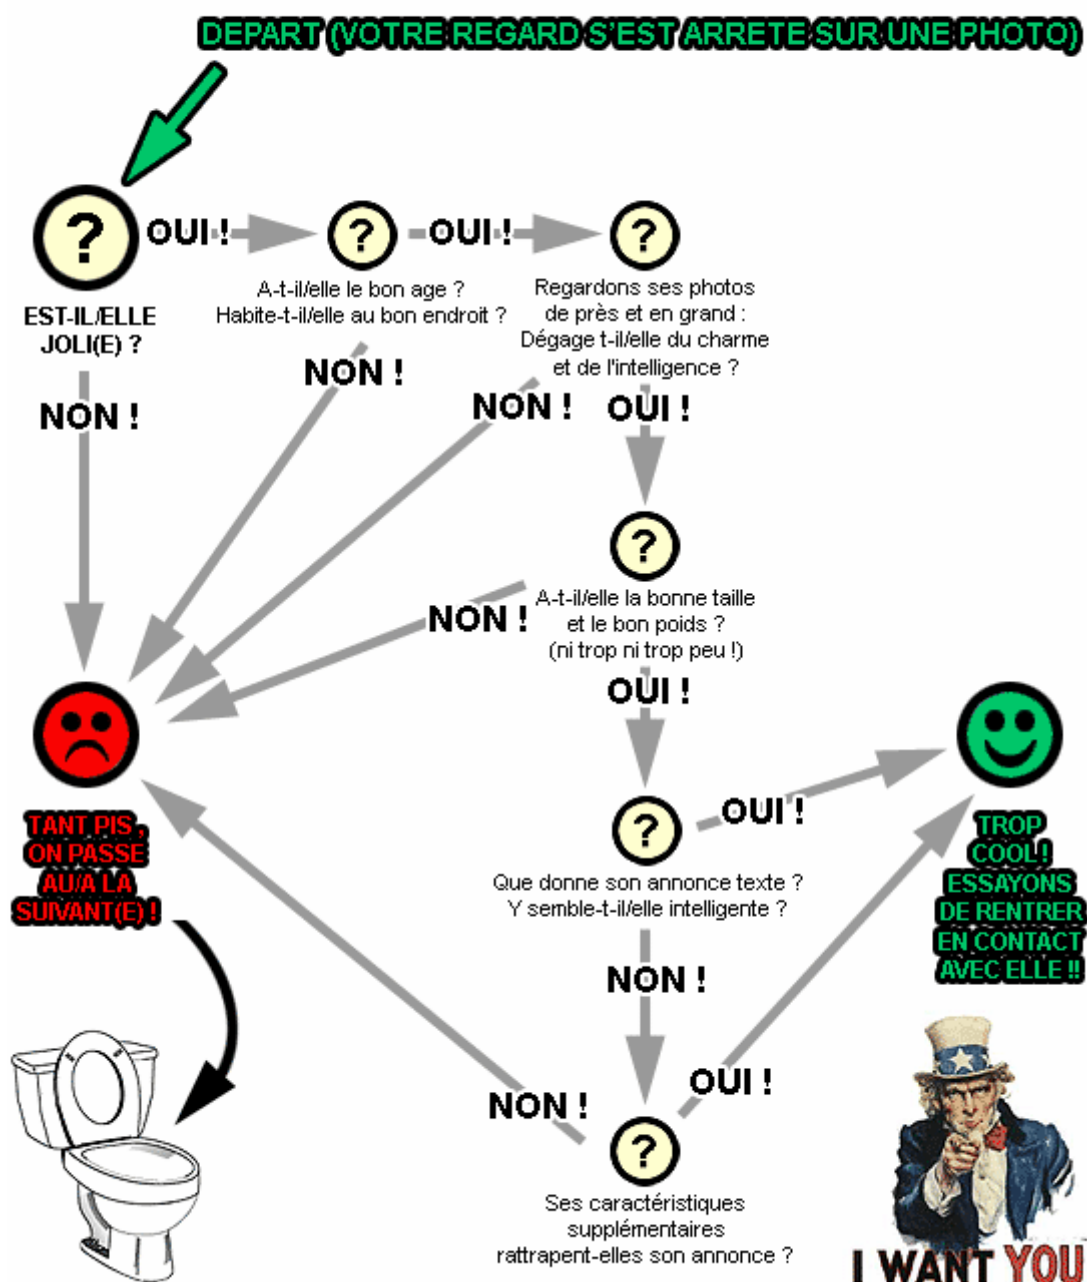 DEPART (VOTRE REGARD S'EST ARRETE SUR UNE PHOTO)
?
OUI !
?
OUI !
?
EST-IL/ELLE
JOLI(E) ?
A-t-il/elle le bon age ?
Habite-t-il/elle au bon endroit ?
Regardons ses photos
de près et en grand :
Dégage t-il/elle du charme
et de l'intelligence ?
NON !
NON !
NON !
OUI !
?
A-t-il/elle la bonne taille
et le bon poids ?
(ni trop ni trop peu !)
NON !
OUI !
?
OUI !
Que donne son annonce texte ?
Y semble-t-il/elle intelligente ?
TANT PIS ,
ON PASSE
AU/A LA
SUIVANT(E) !
TROP
COOL !
ESSAYONS
DE RENTRER
EN CONTACT
AVEC ELLE !!
NON !
NON !
OUI !
?
Ses caractéristiques
supplémentaires
rattrapent-elles son annonce ?
I WANT YOU